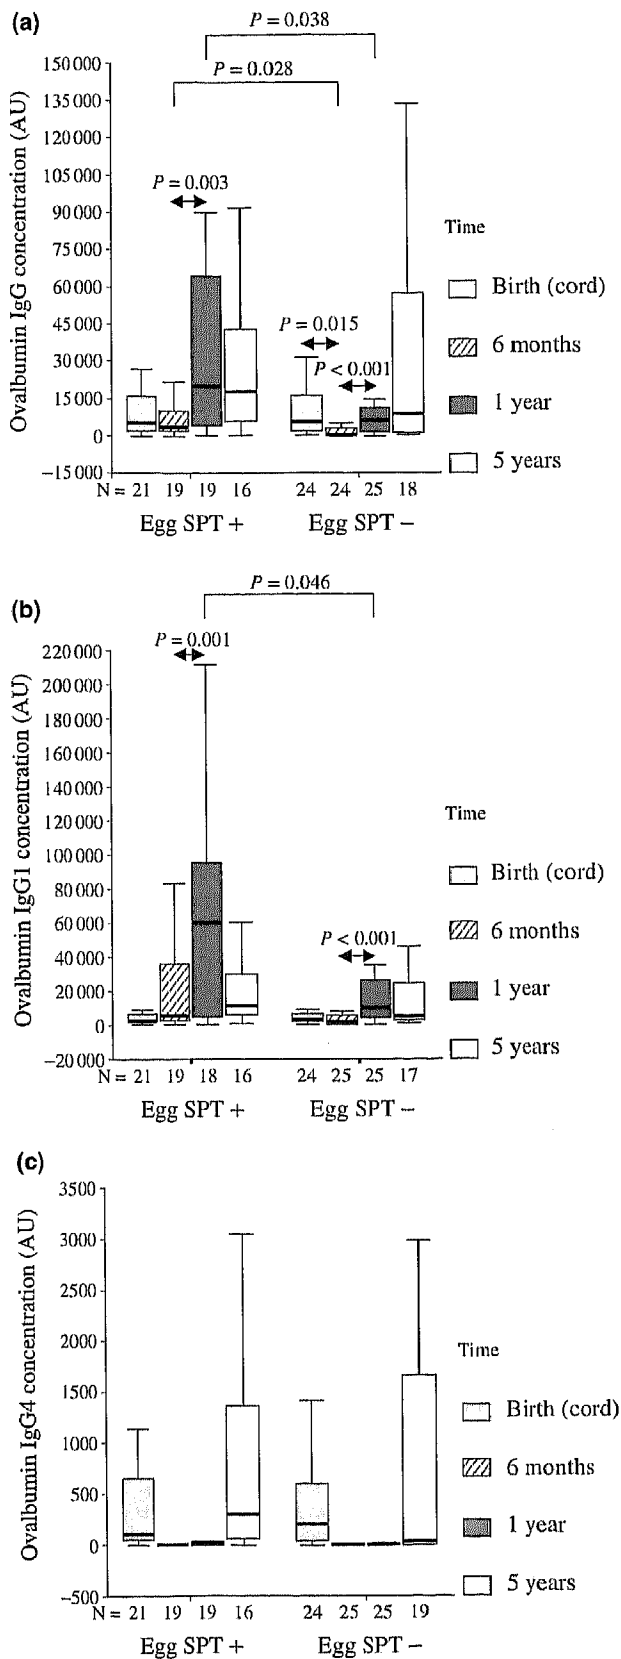 (a)
P = 0.038
P = 0.028
150 000
135 000
120 000
105 000
90 000
75 000
60 000
45 000
30 000
15 000
0
−15 000
Ovalbumin IgG concentration (AU)
P = 0.003
P = 0.015
P < 0.001
Time
Birth (cord)
6 months
1 year
5 years
N = 21 19 19 16 24 24 25 18
Egg SPT + Egg SPT −
(b)
P = 0.046
P = 0.001
220 000
200 000
180 000
160 000
140 000
120 000
100 000
80 000
60 000
40 000
20 000
0
−20 000
Ovalbumin IgG1 concentration (AU)
P < 0.001
Time
Birth (cord)
6 months
1 year
5 years
N = 21 19 18 16 24 25 25 17
Egg SPT + Egg SPT −
(c)
3500
3000
2500
2000
1500
1000
500
0
−500
Ovalbumin IgG4 concentration (AU)
Time
Birth (cord)
6 months
1 year
5 years
N = 21 19 19 16 24 25 25 19
Egg SPT + Egg SPT −